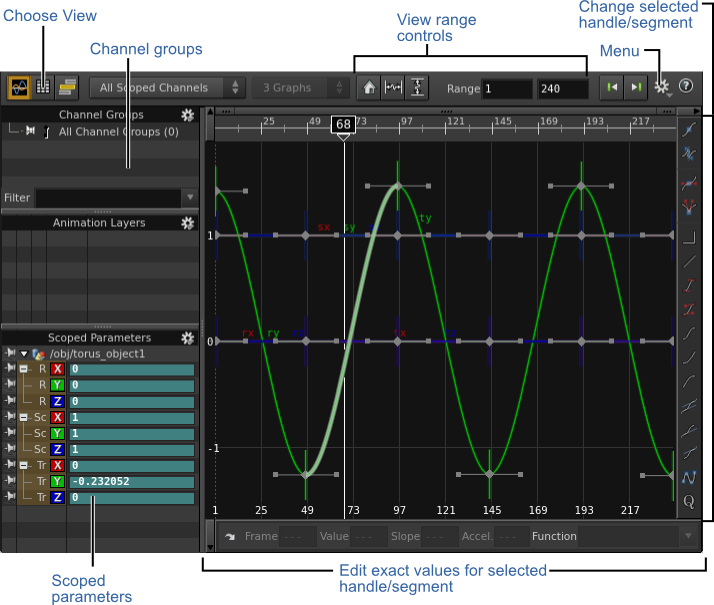 Choose View
Channel groups
View range
controls
Change selected
handle/segment
Menu
All Scoped Channels
3 Graphs
Range 1 240
Channel Groups
All Channel Groups (0)
Filter
Animation Layers
Scoped Parameters
/obj/torus_object1
R X 0
R Y 0
R Z 0
Sc X 1
Sc Y 1
Sc Z 1
Tr X 0
Tr Y -0.232052
Tr Z 0
25 49 68 73 97 121 145 169 193 217
sx sy ty
1
rx ry tx
0
-1
1 25 49 73 97 121 145 169 193 217
Frame --- Value --- Slope --- Accel. --- Function
Scoped
parameters
Edit exact values for selected
handle/segment